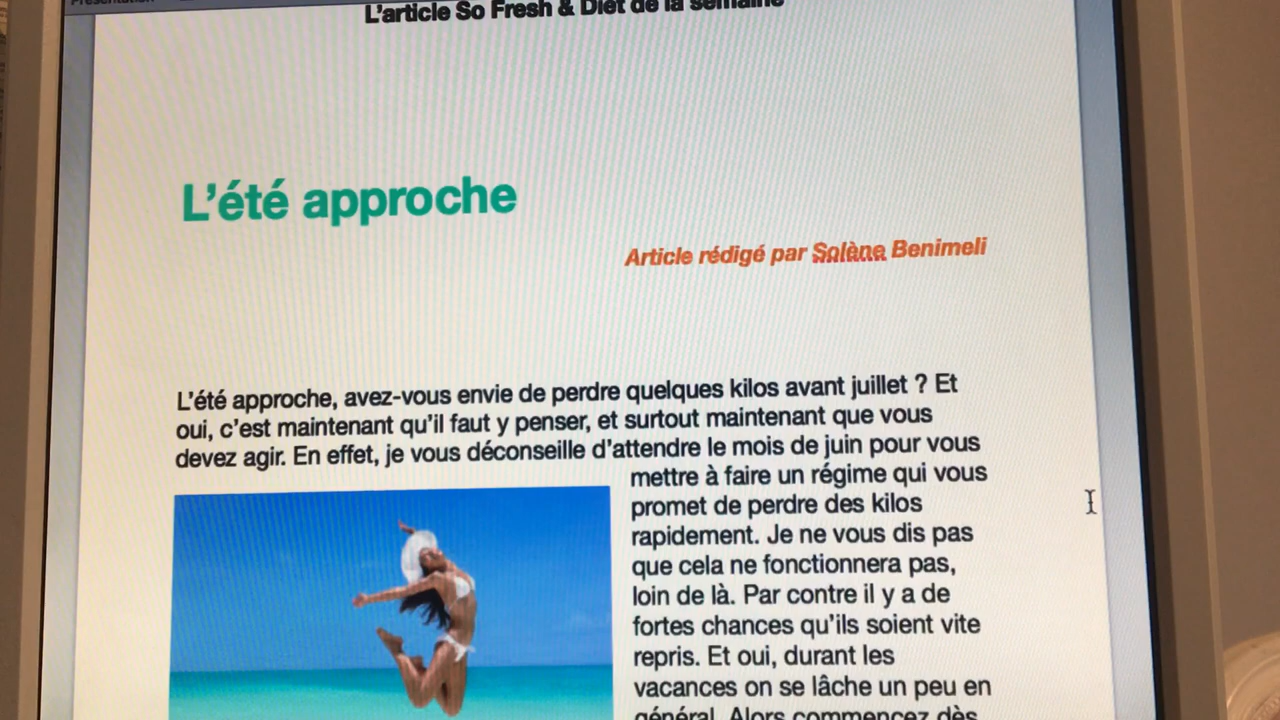 Présentation
L'article So Fresh & Diet de la semaine
L'été approche
Article rédigé par Solène Benimeli
L'été approche, avez-vous envie de perdre quelques kilos avant juillet ? Et
oui, c'est maintenant qu'il faut y penser, et surtout maintenant que vous
devez agir. En effet, je vous déconseille d'attendre le mois de juin pour vous
mettre à faire un régime qui vous
promet de perdre des kilos
rapidement. Je ne vous dis pas
que cela ne fonctionnera pas,
loin de là. Par contre il y a de
fortes chances qu'ils soient vite
repris. Et oui, durant les
vacances on se lâche un peu en
général. Alors commencez dès